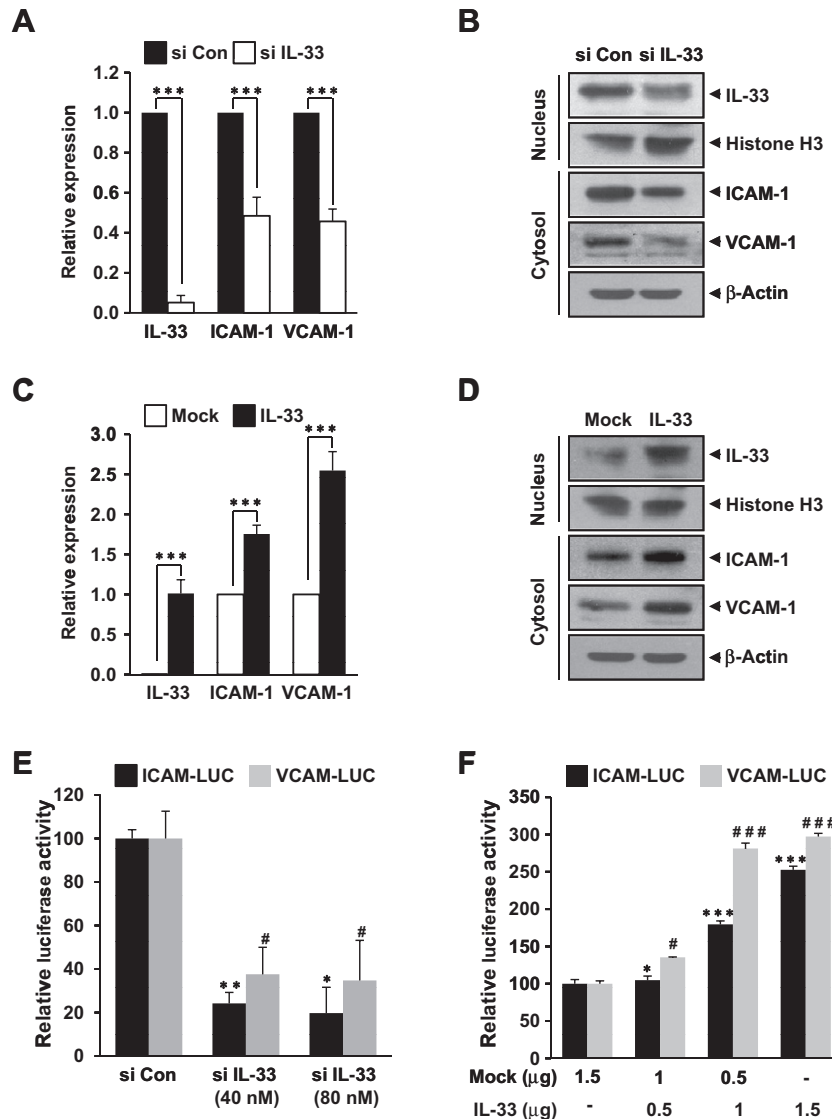 A
si Con si IL-33
1.2
1.0
0.8
0.6
0.4
0.2
0.0
Relative expression
*** *** ***
IL-33 ICAM-1 VCAM-1
B
si Con si IL-33
Nucleus
IL-33
Histone H3
Cytosol
ICAM-1
VCAM-1
β-Actin
C
Mock IL-33
3.0
2.5
2.0
1.5
1.0
0.5
0.0
Relative expression
*** *** ***
IL-33 ICAM-1 VCAM-1
D
Mock IL-33
Nucleus
IL-33
Histone H3
Cytosol
ICAM-1
VCAM-1
β-Actin
E
ICAM-LUC VCAM-LUC
120
100
80
60
40
20
0
Relative luciferase activity
** # * #
si Con si IL-33 si IL-33
(40 nM) (80 nM)
F
ICAM-LUC VCAM-LUC
350
300
250
200
150
100
50
0
Relative luciferase activity
* # *** ### *** ###
Mock (μg) 1.5 1 0.5 -
IL-33 (μg) - 0.5 1 1.5